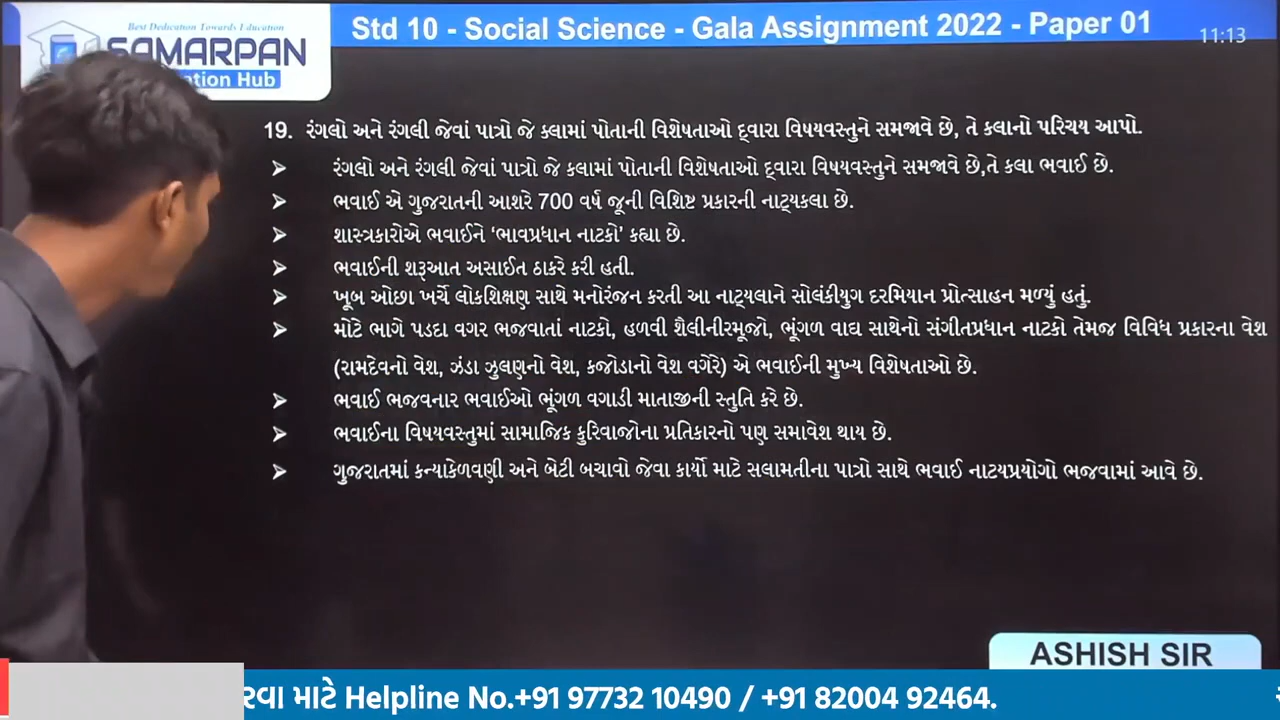 Best Dedication Towards Education
SAMARPAN
ation Hub
Std 10 - Social Science - Gala Assignment 2022 - Paper 01
11:13
19. રંગલો અને રંગલી જેવાં પાત્રો જે કલામાં પોતાની વિશેષતાઓ દ્વારા વિષયવસ્તુને સમજાવે છે, તે કલાનો પરિચય આપો.
➢ રંગલો અને રંગલી જેવાં પાત્રો જે કલામાં પોતાની વિશેષતાઓ દ્વારા વિષયવસ્તુને સમજાવે છે,તે કલા ભવાઈ છે.
➢ ભવાઈ એ ગુજરાતની આશરે 700 વર્ષ જૂની વિશિષ્ટ પ્રકારની નાટ્યકલા છે.
➢ શાસ્ત્રકારોએ ભવાઈને ‘ભાવપ્રધાન નાટકો’ કહ્યા છે.
➢ ભવાઈની શરૂઆત અસાઈત ઠાકરે કરી હતી.
➢ ખૂબ ઓછા ખર્ચે લોકશિક્ષણ સાથે મનોરંજન કરતી આ નાટ્યલાને સોલંકીયુગ દરમિયાન પ્રોત્સાહન મળ્યું હતું.
➢ મોટે ભાગે પડદા વગર ભજવાતાં નાટકો, હળવી શૈલીનીરમૂજો, ભૂંગળ વાદ્ય સાથેનો સંગીતપ્રધાન નાટકો તેમજ વિવિધ પ્રકારના વેશ
(રામદેવનો વેશ, ઝંડા ઝુલણનો વેશ, કજોડાનો વેશ વગેરે) એ ભવાઈની મુખ્ય વિશેષતાઓ છે.
➢ ભવાઈ ભજવનાર ભવાઈઓ ભૂંગળ વગાડી માતાજીની સ્તુતિ કરે છે.
➢ ભવાઈના વિષયવસ્તુમાં સામાજિક કુરિવાજોના પ્રતિકારનો પણ સમાવેશ થાય છે.
➢ ગુજરાતમાં કન્યાકેળવણી અને બેટી બચાવો જેવા કાર્યો માટે સલામતીના પાત્રો સાથે ભવાઈ નાટયપ્રયોગો ભજવામાં આવે છે.
ASHISH SIR
રવા માટે Helpline No.+91 97732 10490 / +91 82004 92464.